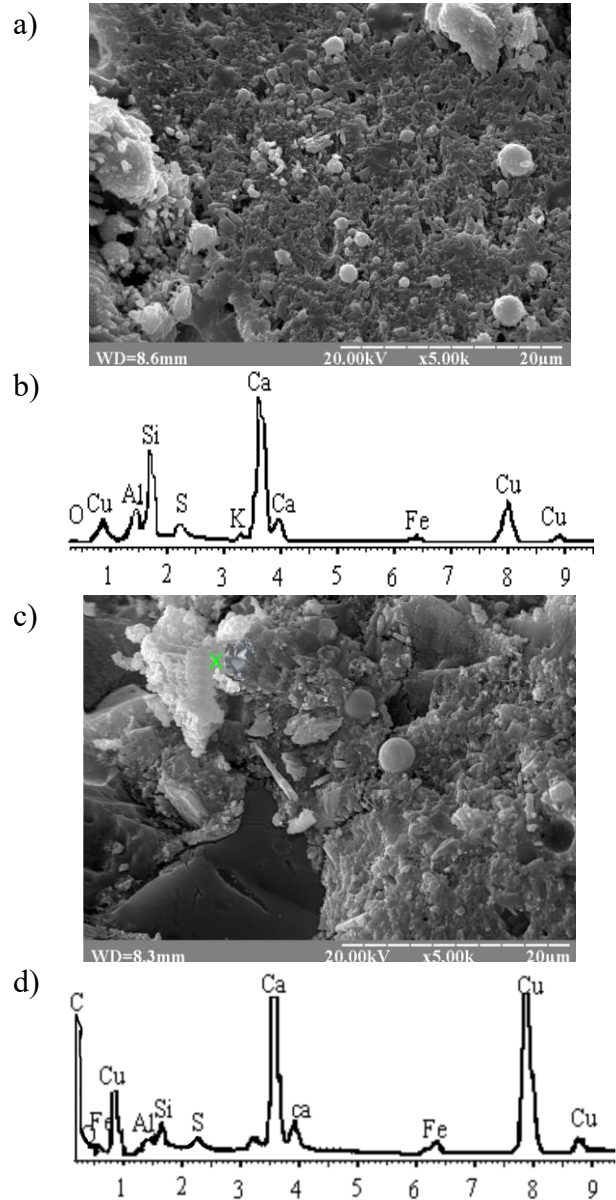 a)
WD=8.6mm 20.00kV x5.00k 20µm
b)
Ca
Si
O Cu Al S K Ca Fe Cu Cu
1 2 3 4 5 6 7 8 9
c)
X
WD=8.3mm 20.00kV x5.00k 20µm
d)
C Ca Cu
Cu
O Fe Al Si S ca Fe Cu
1 2 3 4 5 6 7 8 9